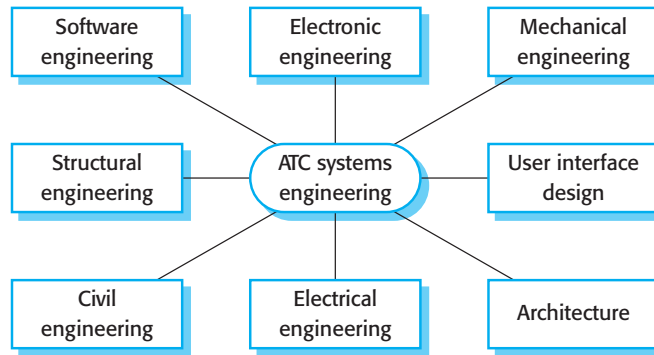 Software
engineering
Electronic
engineering
Mechanical
engineering
Structural
engineering
ATC systems
engineering
User interface
design
Civil
engineering
Electrical
engineering
Architecture